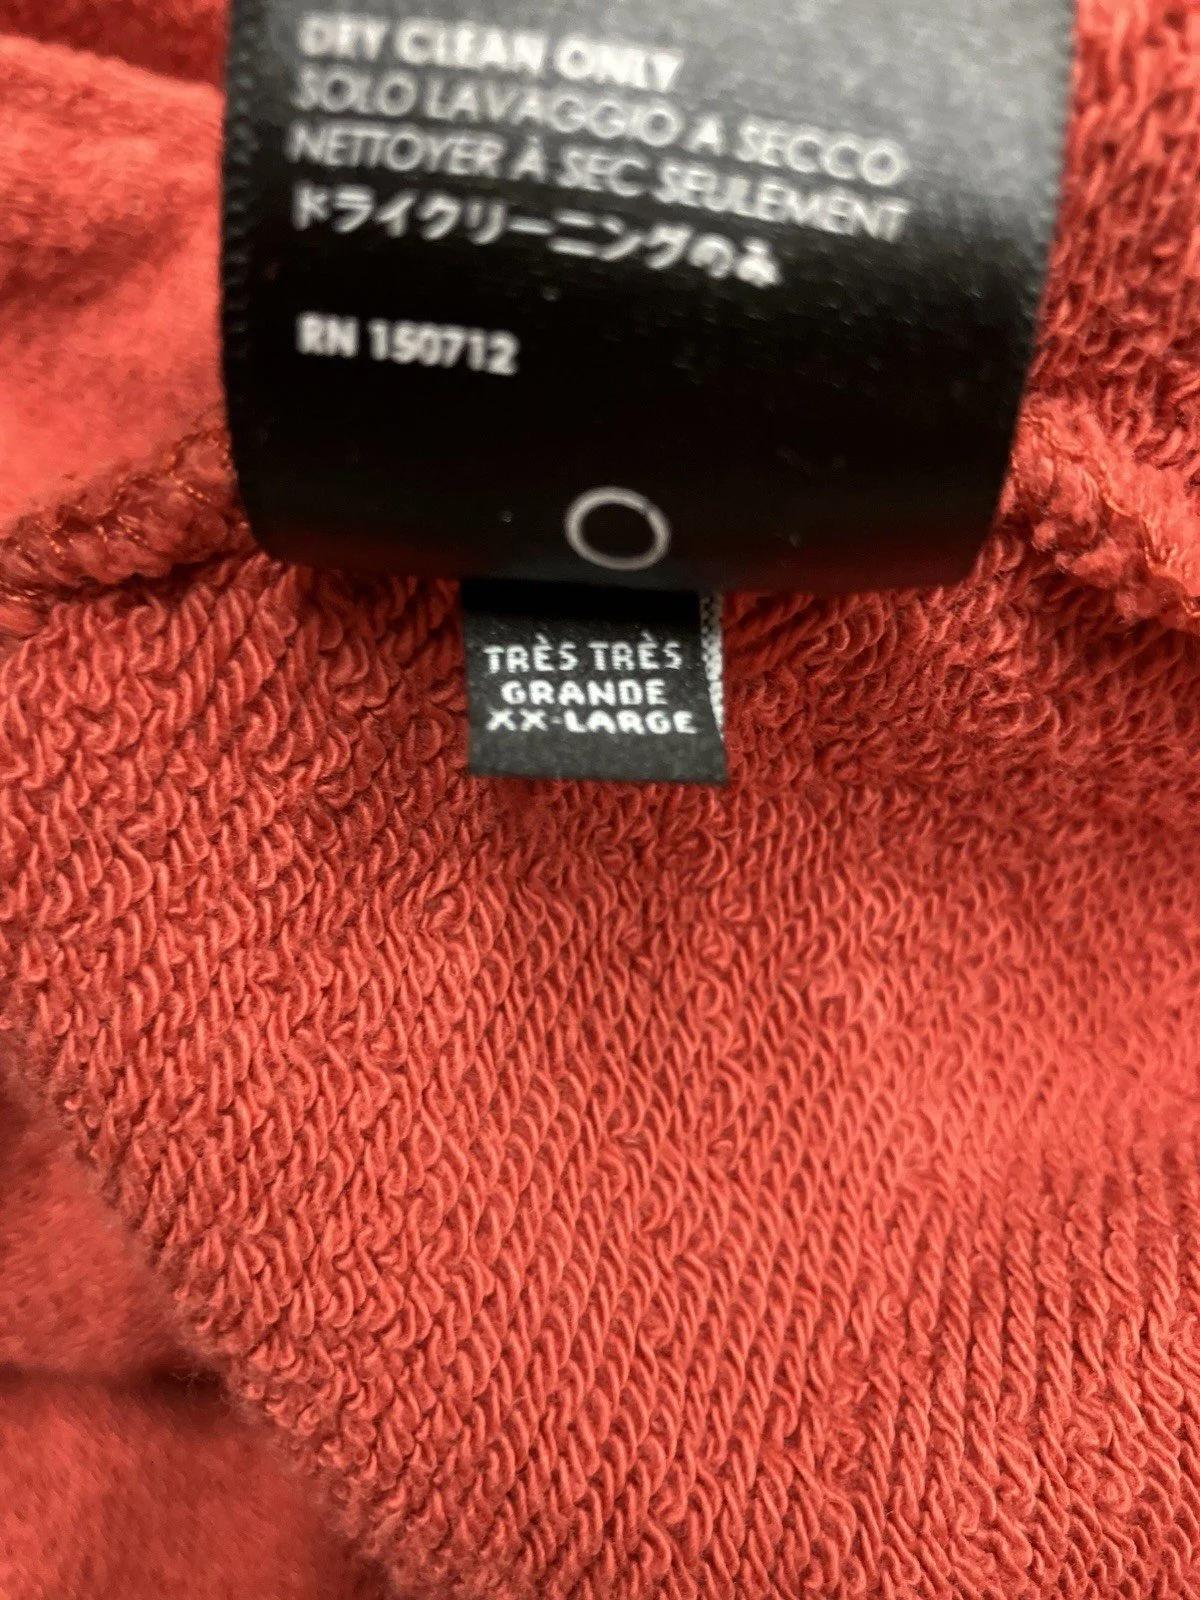 DRY CLEAN ONLY
SOLO LAVAGGIO A SECCO
NETTOYER À SEC SEULEMENT
ドライクリーニングのみ
RN 150712
TRÈS TRÈS
GRANDE
XX-LARGE